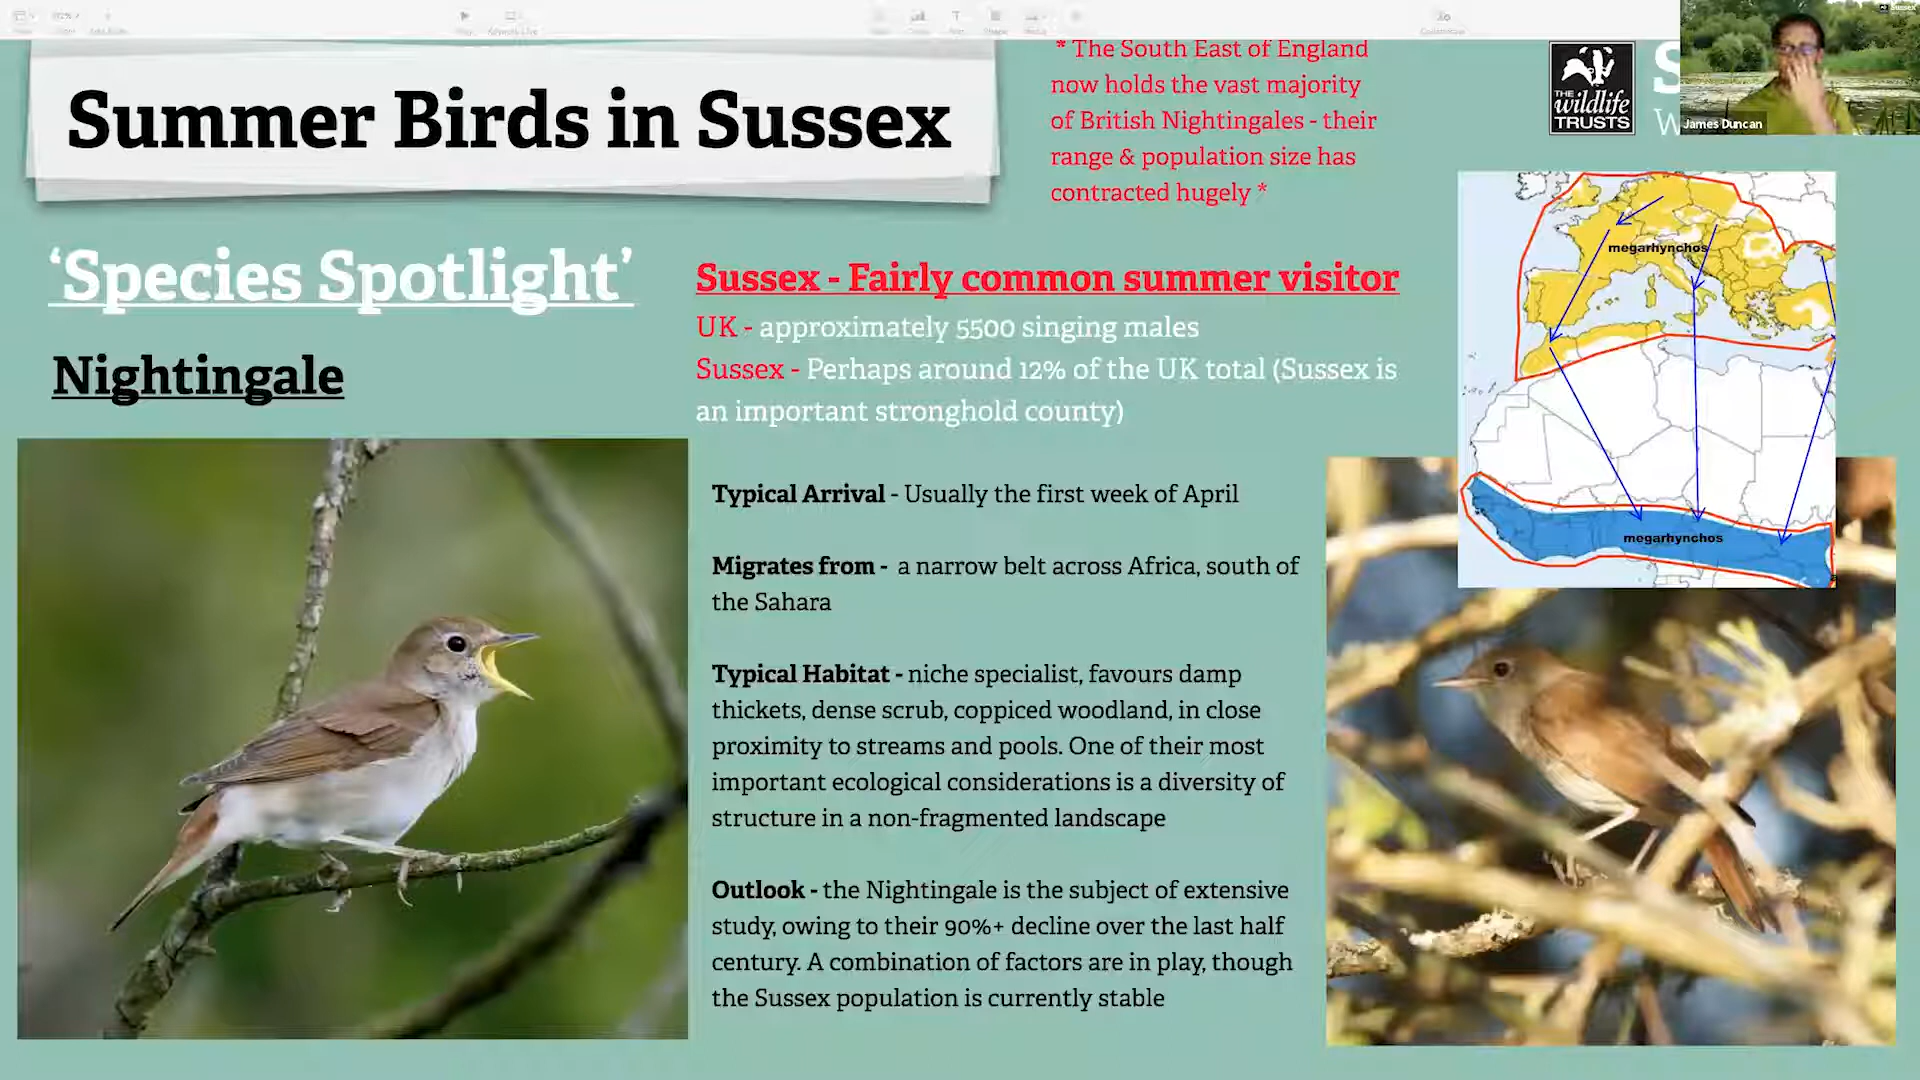 Summer Birds in Sussex
* The South East of England
now holds the vast majority
of British Nightingales - their
range & population size has
contracted hugely *
THE
wildlife
TRUSTS
S
W
Sussex
James Duncan
‘Species Spotlight’
Nightingale
Sussex - Fairly common summer visitor
UK - approximately 5500 singing males
Sussex - Perhaps around 12% of the UK total (Sussex is
an important stronghold county)
Typical Arrival - Usually the first week of April
Migrates from - a narrow belt across Africa, south of
the Sahara
Typical Habitat - niche specialist, favours damp
thickets, dense scrub, coppiced woodland, in close
proximity to streams and pools. One of their most
important ecological considerations is a diversity of
structure in a non-fragmented landscape
Outlook - the Nightingale is the subject of extensive
study, owing to their 90%+ decline over the last half
century. A combination of factors are in play, though
the Sussex population is currently stable
megarhynchos
megarhynchos